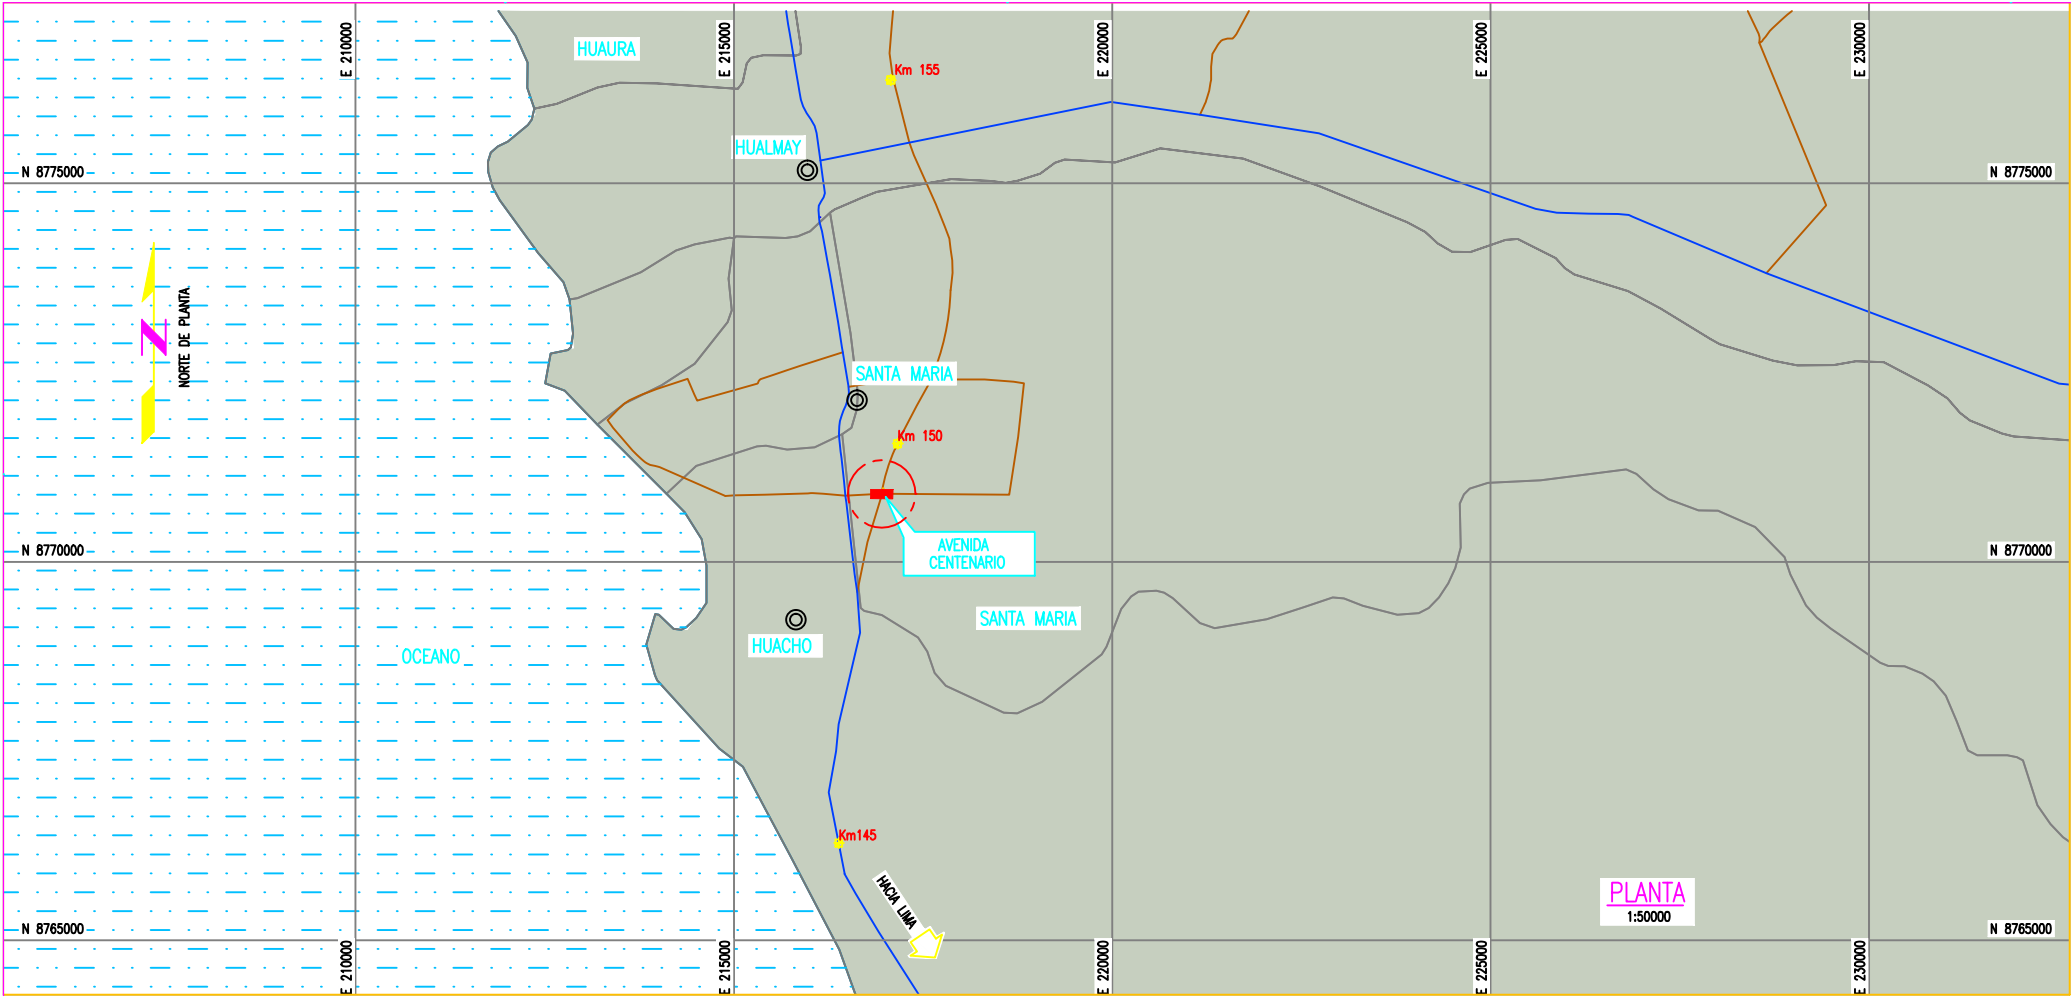 E 210000
E 215000
E 220000
E 225000
E 230000
HUAURA
Km 155
HUALMAY
N 8775000
N 8775000
NORTE DE PLANTA
N
SANTA MARIA
Km 150
N 8770000
N 8770000
AVENIDA
CENTENARIO
SANTA MARIA
HUACHO
OCEANO
Km145
HACIA LIMA
PLANTA
1:50000
N 8765000
N 8765000
E 210000
E 215000
E 220000
E 225000
E 230000